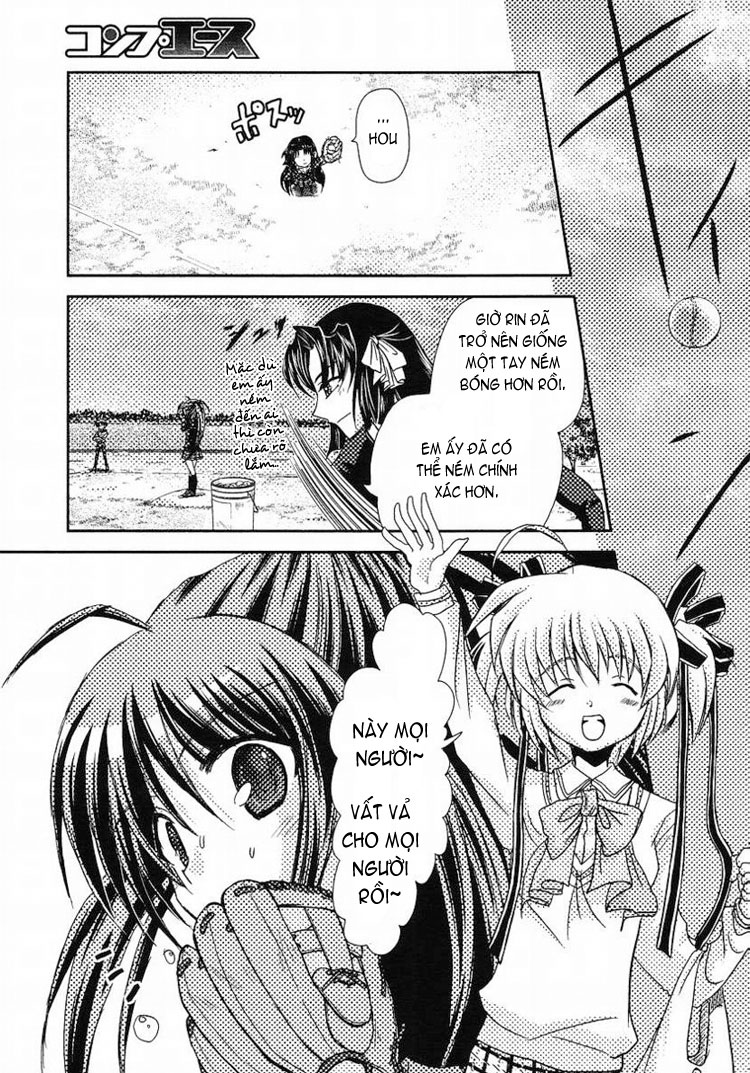 コンプエース
ポスッ
...
HOU
GIỜ RIN ĐÃ
TRỞ NÊN GIỐNG
MỘT TAY NÉM
BÓNG HƠN RỒI.
EM ẤY ĐÃ CÓ
THỂ NÉM CHÍNH
XÁC HƠN.
Mặc dù
em ấy
ném
đến ai
thì còn
chưa rõ
lắm...
NÀY MỌI
NGƯỜI~
VẤT VẢ
CHO MỌI
NGƯỜI
RỒI~